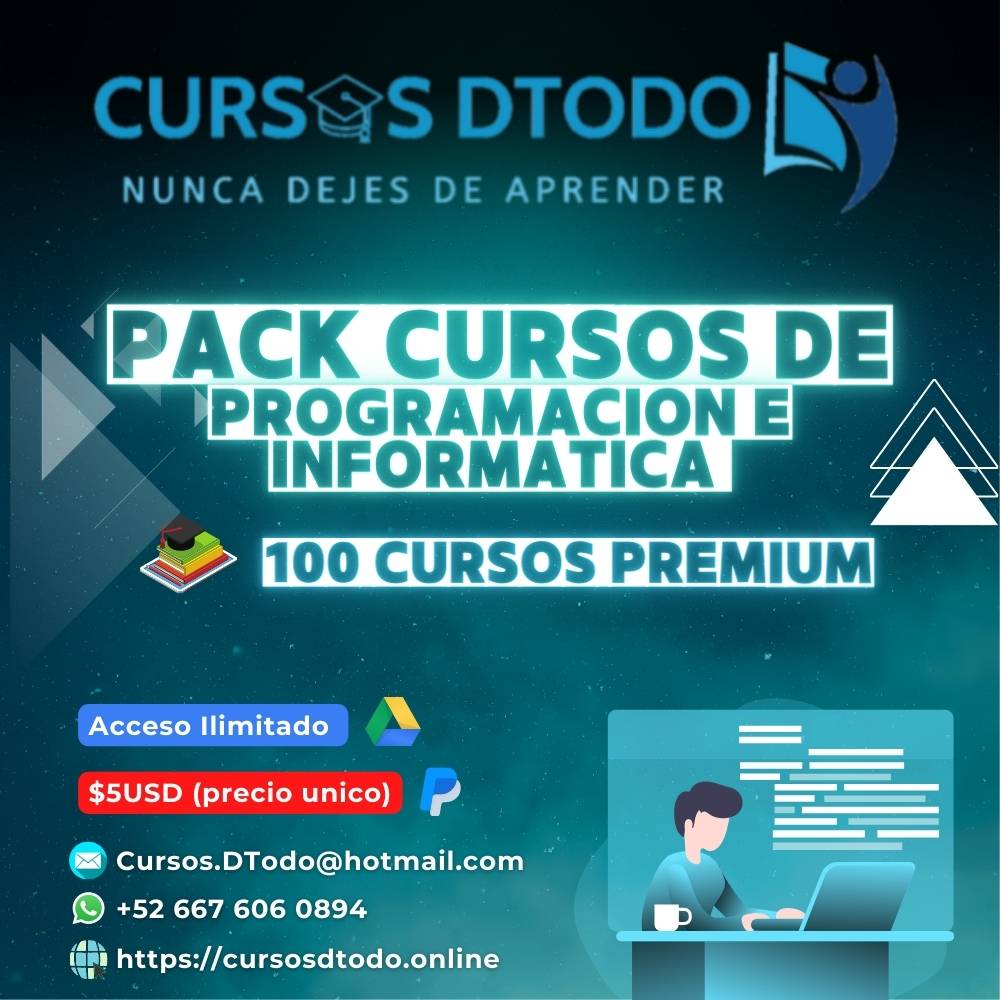 CURSOS DTODO
NUNCA DEJES DE APRENDER
PACK CURSOS DE
PROGRAMACION E
INFORMATICA
100 CURSOS PREMIUM
Acceso Ilimitado
$5USD (precio unico)
Cursos.DTodo@hotmail.com
+52 667 606 0894
https://cursosdtodo.online